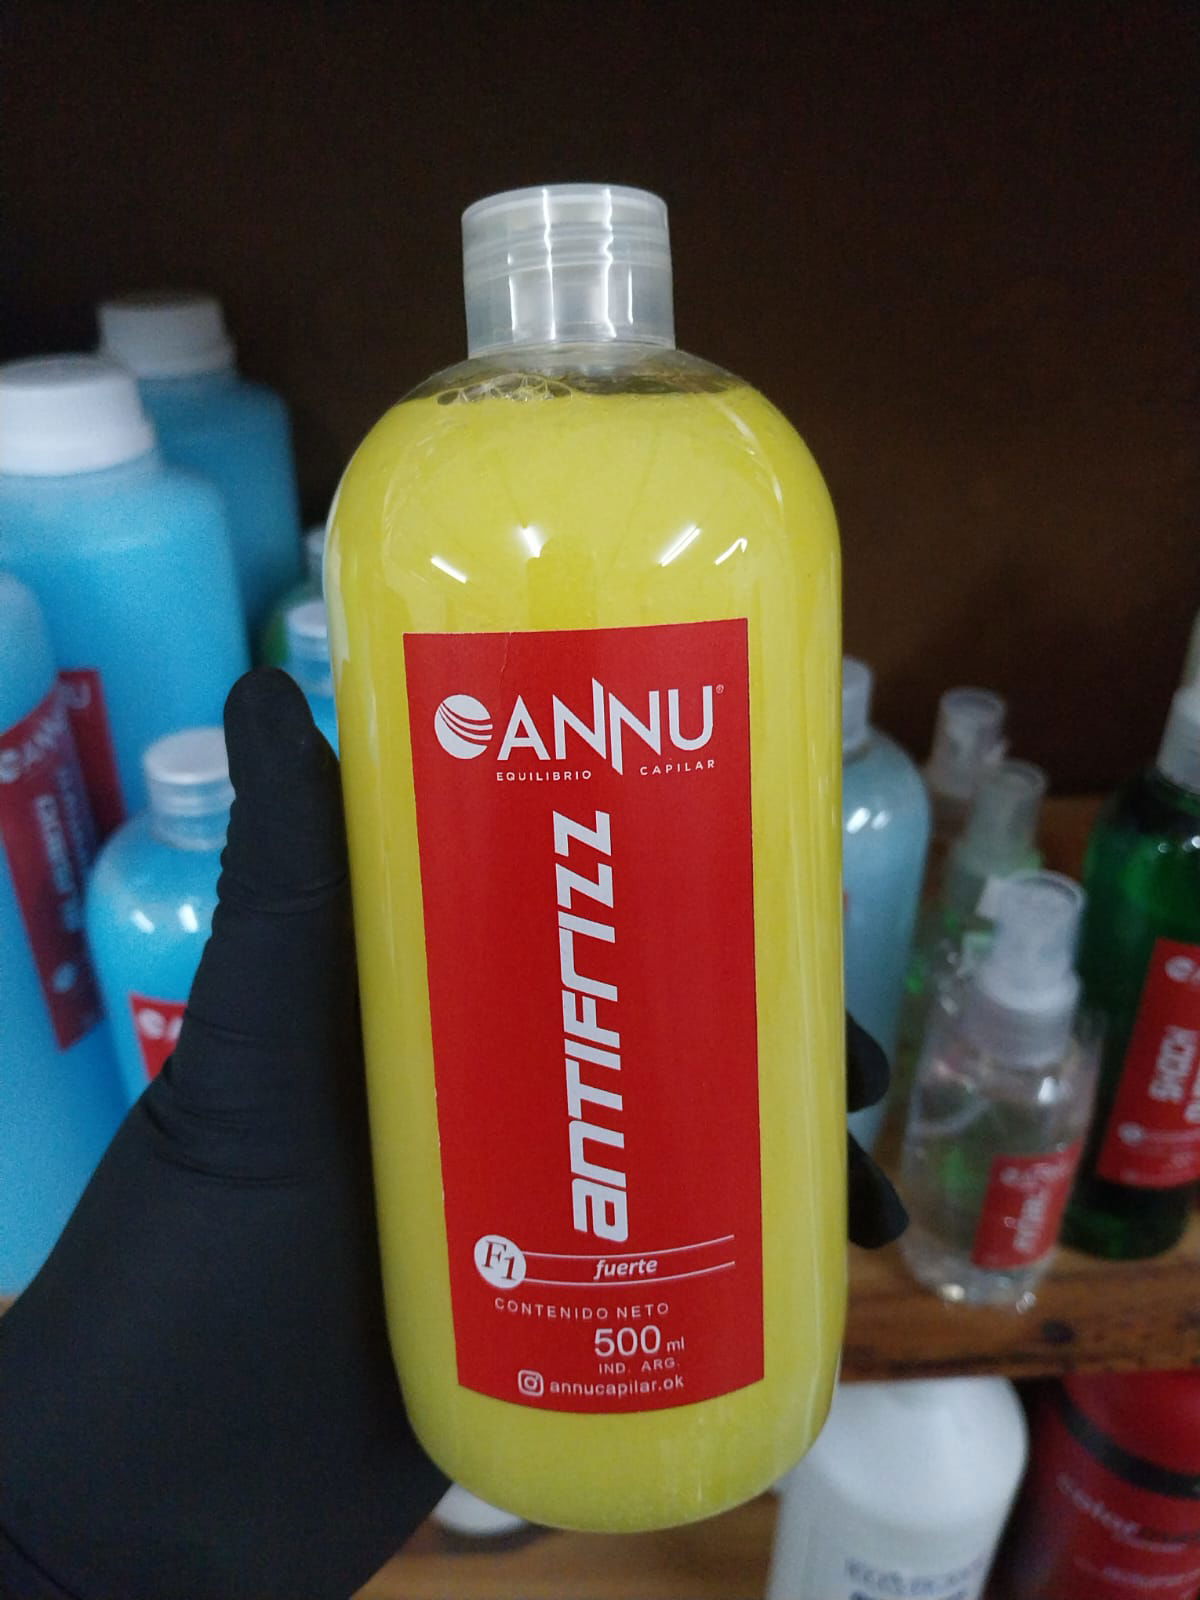 ANNU®
EQUILIBRIO CAPILAR
ANTIFRIZZ
F1 fuerte
CONTENIDO NETO
500 ml
IND. ARG.
annucapilar.ok